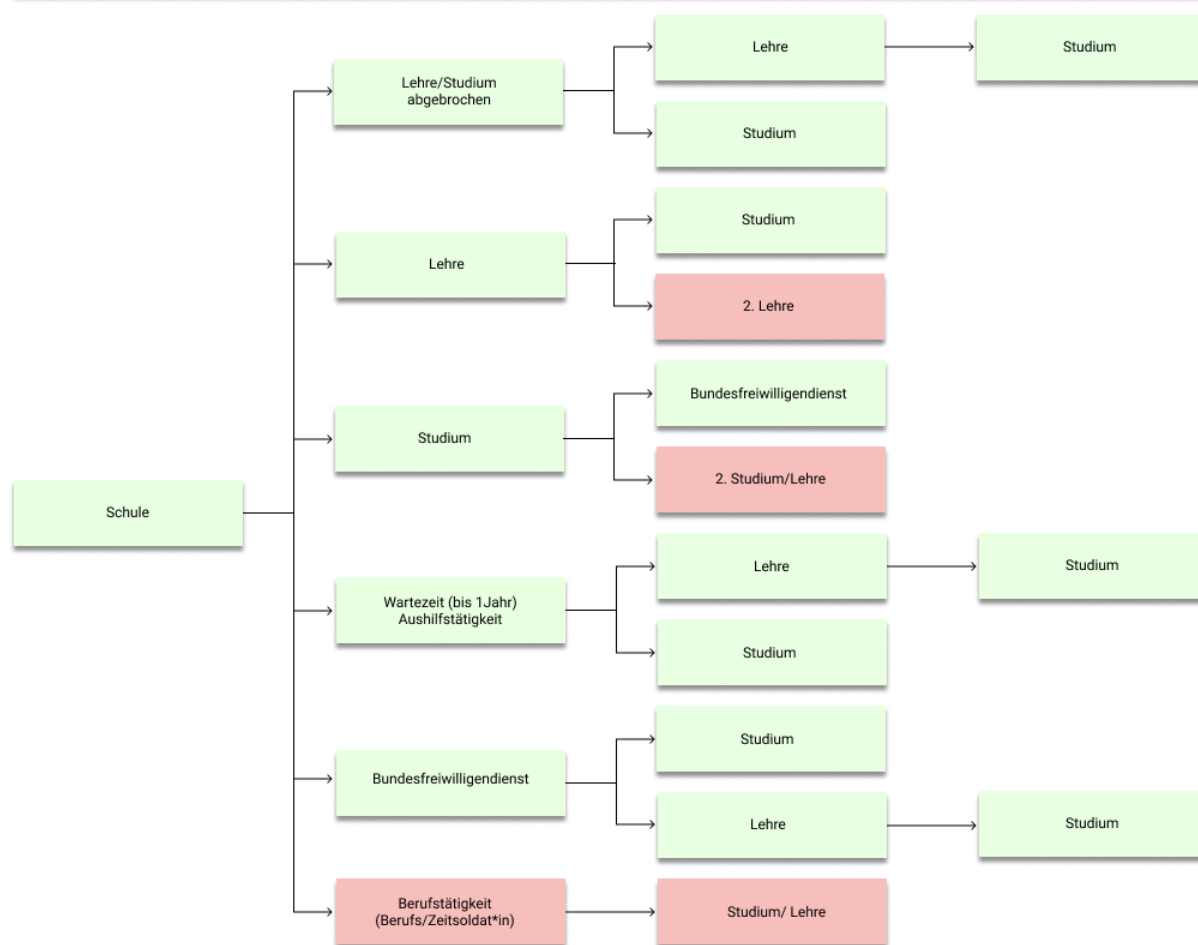 Schule
Lehre/Studium
abgebrochen
Lehre
Studium
Studium
Lehre
Studium
2. Lehre
Studium
Bundesfreiwilligendienst
2. Studium/Lehre
Wartezeit (bis 1Jahr)
Aushilfstätigkeit
Lehre
Studium
Studium
Bundesfreiwilligendienst
Studium
Lehre
Studium
Berufstätigkeit
(Berufs/Zeitsoldat*in)
Studium/ Lehre